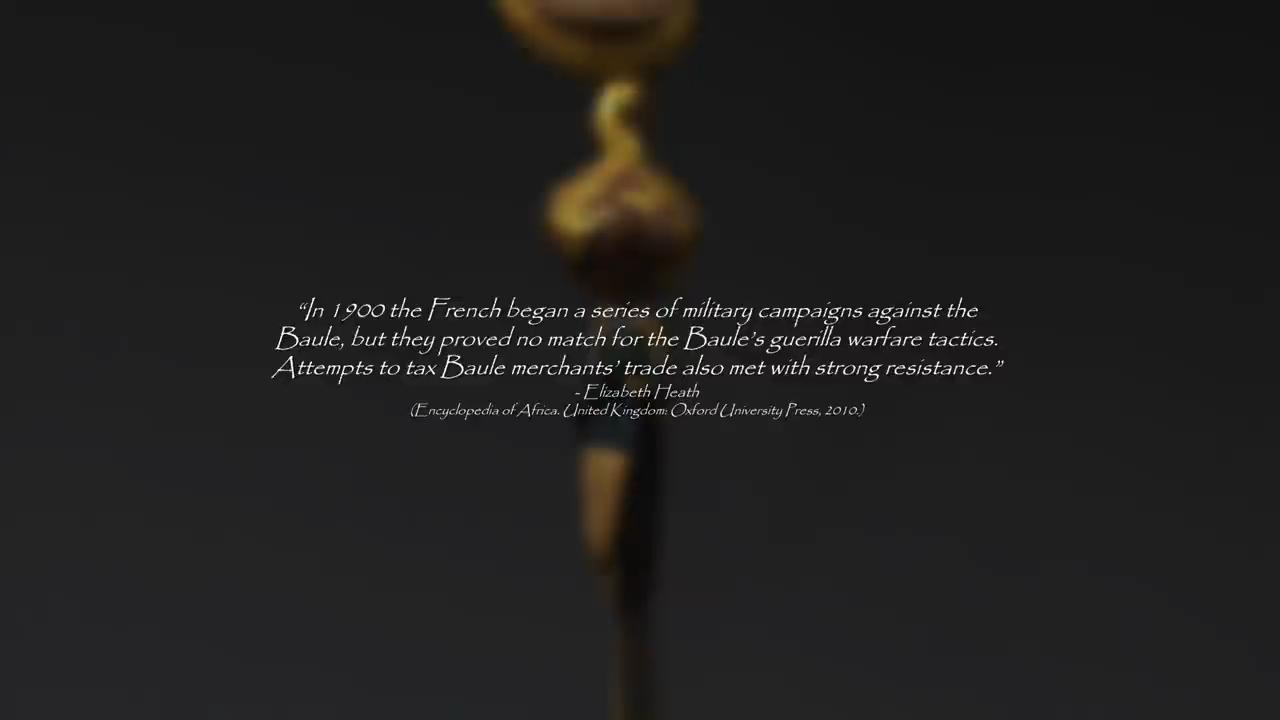 “In 1900 the French began a series of military campaigns against the
Baule, but they proved no match for the Baule’s guerilla warfare tactics.
Attempts to tax Baule merchants’ trade also met with strong resistance.”
- Elizabeth Heath
(Encyclopedia of Africa. United Kingdom: Oxford University Press, 2010.)